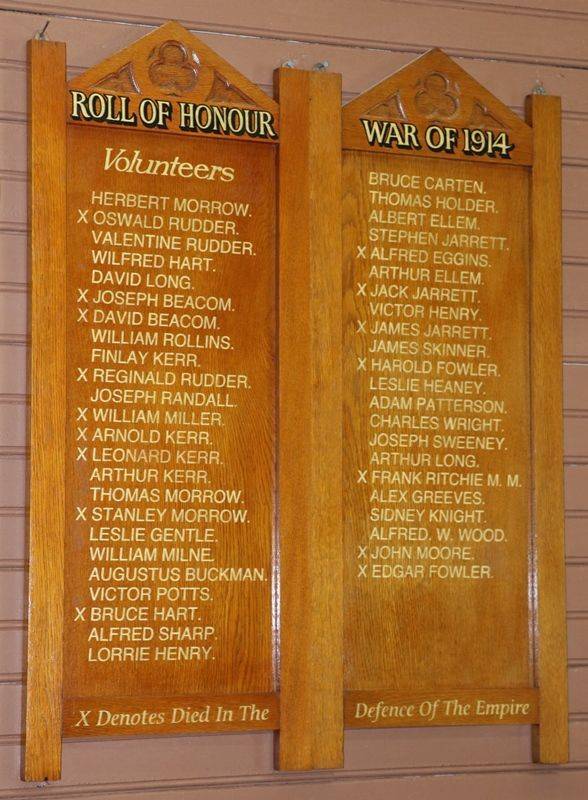 ROLL OF HONOUR
Volunteers
HERBERT MORROW.
X OSWALD RUDDER.
VALENTINE RUDDER.
WILFRED HART.
DAVID LONG.
X JOSEPH BEACOM.
X DAVID BEACOM.
WILLIAM ROLLINS.
FINLAY KERR.
X REGINALD RUDDER.
JOSEPH RANDALL.
X WILLIAM MILLER.
X ARNOLD KERR.
X LEONARD KERR.
ARTHUR KERR.
THOMAS MORROW.
X STANLEY MORROW.
LESLIE GENTLE.
WILLIAM MILNE.
AUGUSTUS BUCKMAN.
VICTOR POTTS.
X BRUCE HART.
ALFRED SHARP.
LORRIE HENRY.
X Denotes Died In The
WAR OF 1914
BRUCE CARTEN.
THOMAS HOLDER.
ALBERT ELLEM.
STEPHEN JARRETT.
X ALFRED EGGINS.
ARTHUR ELLEM.
X JACK JARRETT.
VICTOR HENRY.
X JAMES JARRETT.
JAMES SKINNER.
X HAROLD FOWLER.
LESLIE HEANEY.
ADAM PATTERSON.
CHARLES WRIGHT.
JOSEPH SWEENEY.
ARTHUR LONG.
X FRANK RITCHIE M. M.
ALEX GREEVES.
SIDNEY KNIGHT.
ALFRED. W. WOOD.
X JOHN MOORE.
X EDGAR FOWLER.
Defence Of The Empire